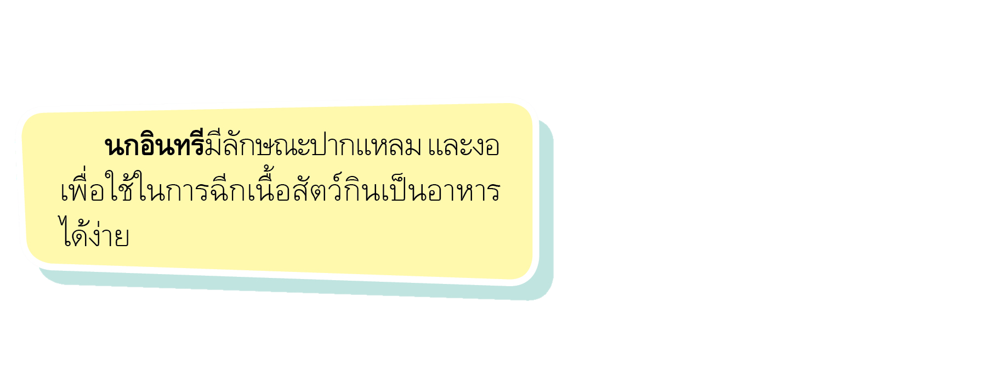 นกอินทรีมีลักษณะปากแหลม และงอ
เพื่อใช้ในการฉีกเนื้อสัตว์กินเป็นอาหาร
ได้ง่าย